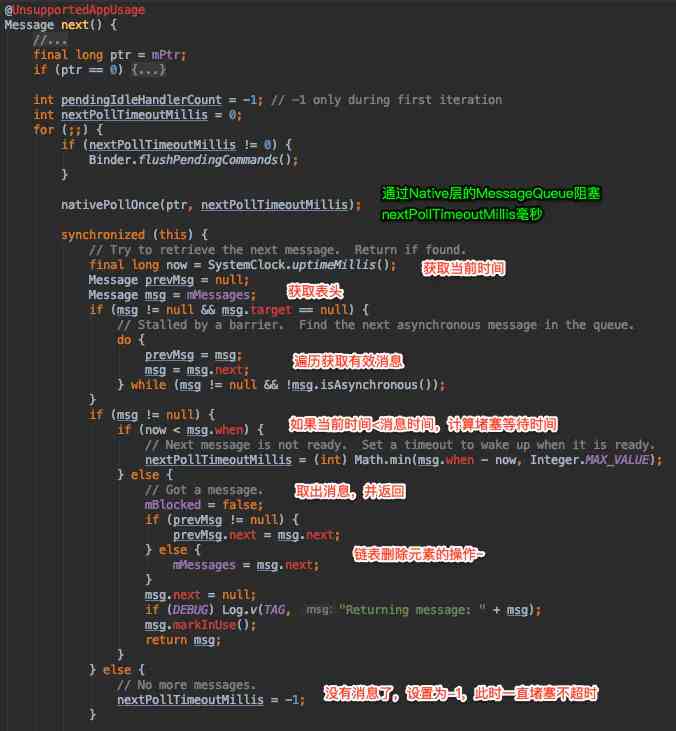 @UnsupportedAppUsage
Message next() {
//...
final long ptr = mPtr;
if (ptr == 0) {...}
int pendingIdleHandlerCount = -1; // -1 only during first iteration
int nextPollTimeoutMillis = 0;
for (;;) {
if (nextPollTimeoutMillis != 0) {
Binder.flushPendingCommands();
}
通过Native层的MessageQueue阻塞
nativePollOnce(ptr, nextPollTimeoutMillis);
nextPollTimeoutMillis毫秒
synchronized (this) {
// Try to retrieve the next message.  Return if found.
final long now = SystemClock.uptimeMillis(); 获取当前时间
Message prevMsg = null;
Message msg = mMessages; 获取表头
if (msg != null && msg.target == null) {
// Stalled by a barrier.  Find the next asynchronous message in the queue.
do {
prevMsg = msg;
msg = msg.next; 遍历获取有效消息
} while (msg != null && !msg.isAsynchronous());
}
if (msg != null) {
if (now < msg.when) { 如果当前时间<消息时间，计算堵塞等待时间
// Next message is not ready.  Set a timeout to wake up when it is ready.
nextPollTimeoutMillis = (int) Math.min(msg.when - now, Integer.MAX_VALUE);
} else {
// Got a message. 取出消息，并返回
mBlocked = false;
if (prevMsg != null) {
prevMsg.next = msg.next;
} else { 链表删除元素的操作~
mMessages = msg.next;
}
msg.next = null;
if (DEBUG) Log.v(TAG, msg: "Returning message: " + msg);
msg.markInUse();
return msg;
}
} else {
// No more messages. 没有消息了，设置为-1，此时一直堵塞不超时
nextPollTimeoutMillis = -1;
}